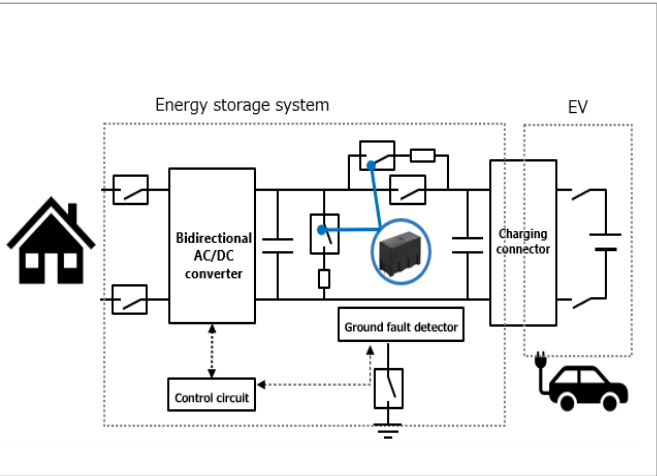 Energy storage system
EV
Bidirectional
AC/DC
converter
Charging
connector
Ground fault detector
Control circuit